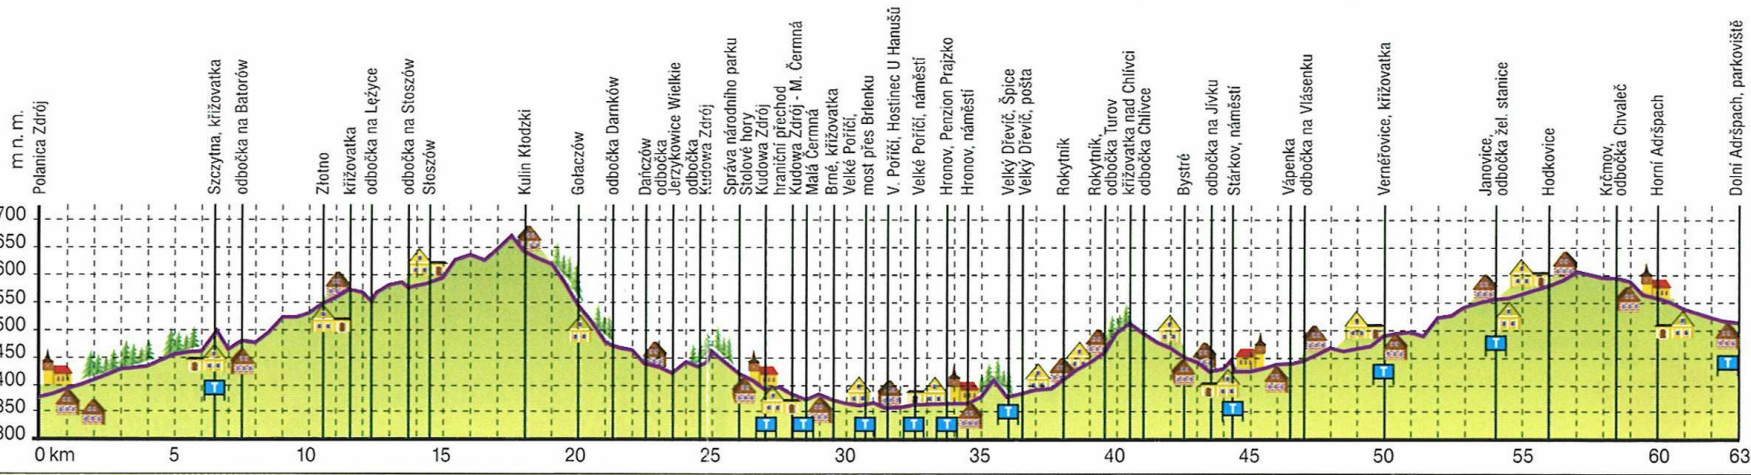 m n. m.
Polanica Zdrój
Szczytna, křižovatka
odbočka na Batorów
Złotno
křižovatka
odbočka na Łężyce
odbočka na Stoszów
Słoszów
Kulin Kłodzki
Gołaczów
odbočka Darnków
Dańczów
odbočka
Jerzykowice Wielkie
odbočka
Kudowa Zdrój
Správa národního parku
Stolové hory
Kudowa Zdrój
hraniční přechod
Kudowa Zdrój - M. Čermná
Malá Čermná
Brné, křižovatka
Velké Poříčí,
most přes Brlenku
V. Poříčí, Hostinec U Hanušů
Velké Poříčí, náměstí
Hronov, Penzion Prajzko
Hronov, náměstí
Velký Dřevíč, Špice
Velký Dřevíč, pošta
Rokytník
Rokytník,
odbočka Turov
křižovatka nad Chlívci
odbočka Chlívce
Bystré
odbočka na Jívku
Stárkov, náměstí
Vápenka
odbočka na Vlásenku
Verněřovice, křižovatka
Janovice,
odbočka žel. stanice
Hodkovice
Krčmov,
odbočka Chvaleč
Horní Adršpach
Dolní Adršpach, parkoviště
700
650
600
550
500
450
400
350
300
T
T
T
T
T
T
T
T
T
T
T
0 km 5 10 15 20 25 30 35 40 45 50 55 60 63